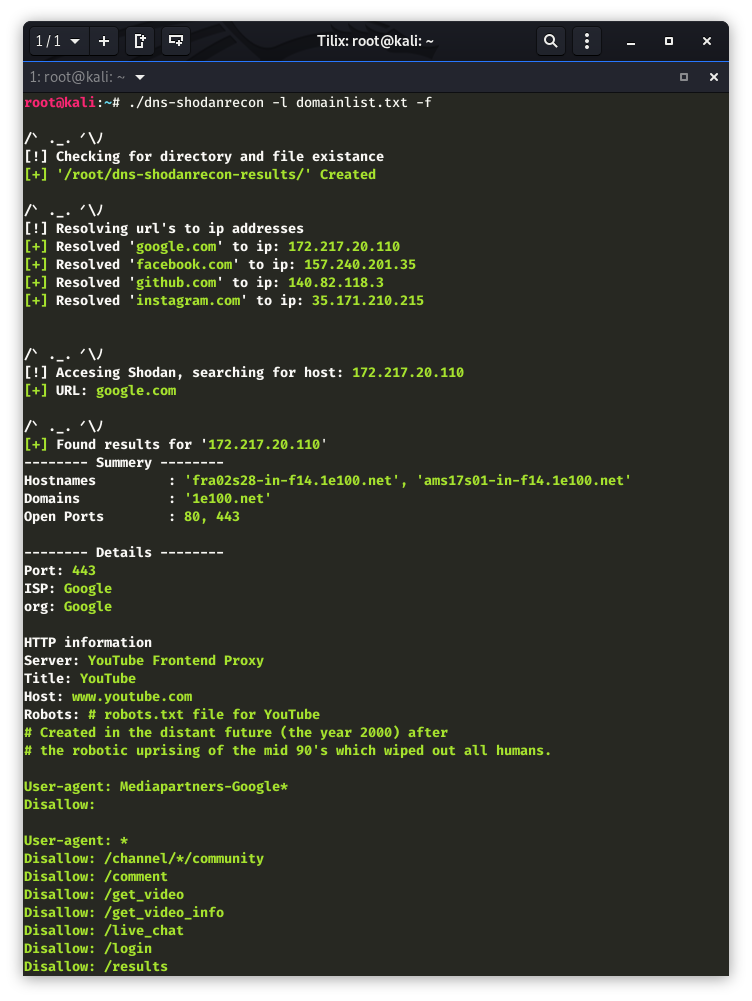 1 / 1
Tilix: root@kali: ~
1: root@kali: ~
root@kali:~# ./dns-shodanrecon -l domainlist.txt -f
/` ._. ´\ﾉ
[!] Checking for directory and file existance
[+] '/root/dns-shodanrecon-results/' Created
/` ._. ´\ﾉ
[!] Resolving url's to ip addresses
[+] Resolved 'google.com' to ip: 172.217.20.110
[+] Resolved 'facebook.com' to ip: 157.240.201.35
[+] Resolved 'github.com' to ip: 140.82.118.3
[+] Resolved 'instagram.com' to ip: 35.171.210.215
/` ._. ´\ﾉ
[!] Accesing Shodan, searching for host: 172.217.20.110
[+] URL: google.com
/` ._. ´\ﾉ
[+] Found results for '172.217.20.110'
-------- Summery --------
Hostnames : 'fra02s28-in-f14.1e100.net', 'ams17s01-in-f14.1e100.net'
Domains : '1e100.net'
Open Ports : 80, 443
-------- Details --------
Port: 443
ISP: Google
org: Google
HTTP information
Server: YouTube Frontend Proxy
Title: YouTube
Host: www.youtube.com
Robots: # robots.txt file for YouTube
# Created in the distant future (the year 2000) after
# the robotic uprising of the mid 90's which wiped out all humans.
User-agent: Mediapartners-Google*
Disallow:
User-agent: *
Disallow: /channel/*/community
Disallow: /comment
Disallow: /get_video
Disallow: /get_video_info
Disallow: /live_chat
Disallow: /login
Disallow: /results